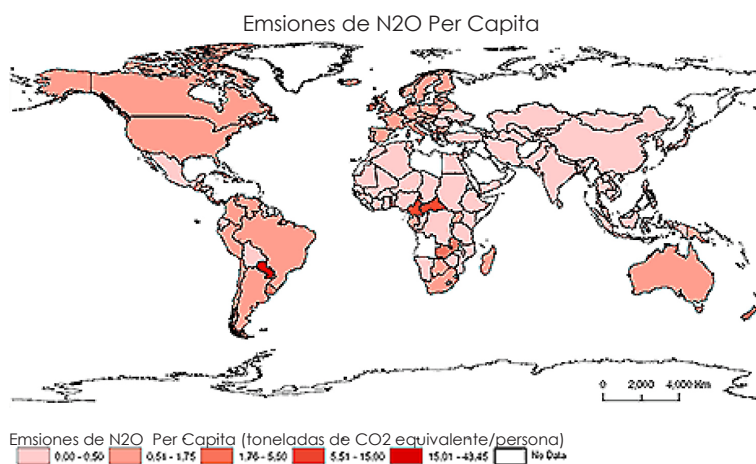 Emsiones de N2O Per Capita
0 2,000 4,000 Km
Emsiones de N2O Per Capita (toneladas de CO2 equivalente/persona)
0,00 - 0,50 0,51 - 1,75 1,76 - 5,50 5,51 - 15,00 15,01 - 43,45 No Data